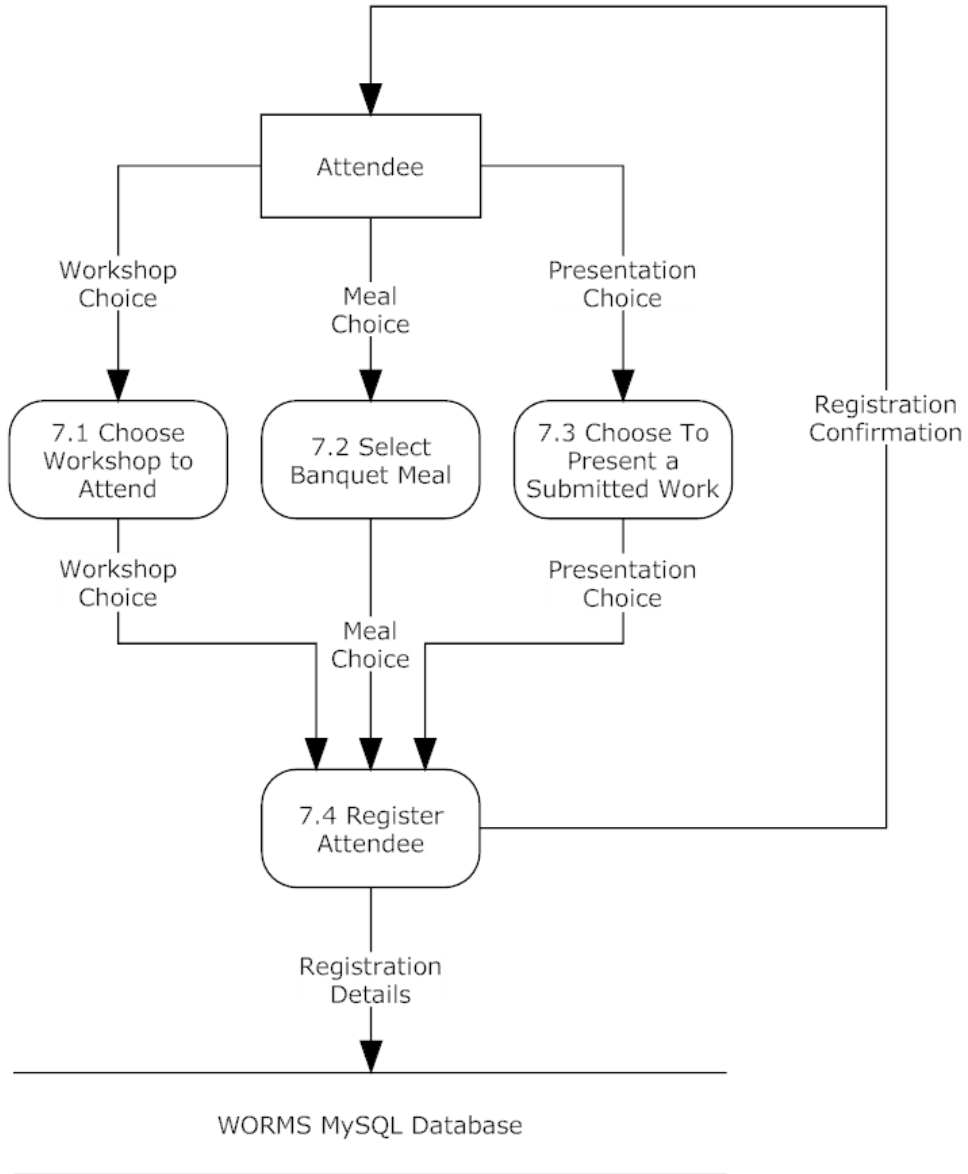 Attendee
Workshop
Choice
Meal
Choice
Presentation
Choice
7.1 Choose
Workshop to
Attend
7.2 Select
Banquet Meal
7.3 Choose To
Present a
Submitted Work
Registration
Confirmation
Workshop
Choice
Meal
Choice
Presentation
Choice
7.4 Register
Attendee
Registration
Details
WORMS MySQL Database